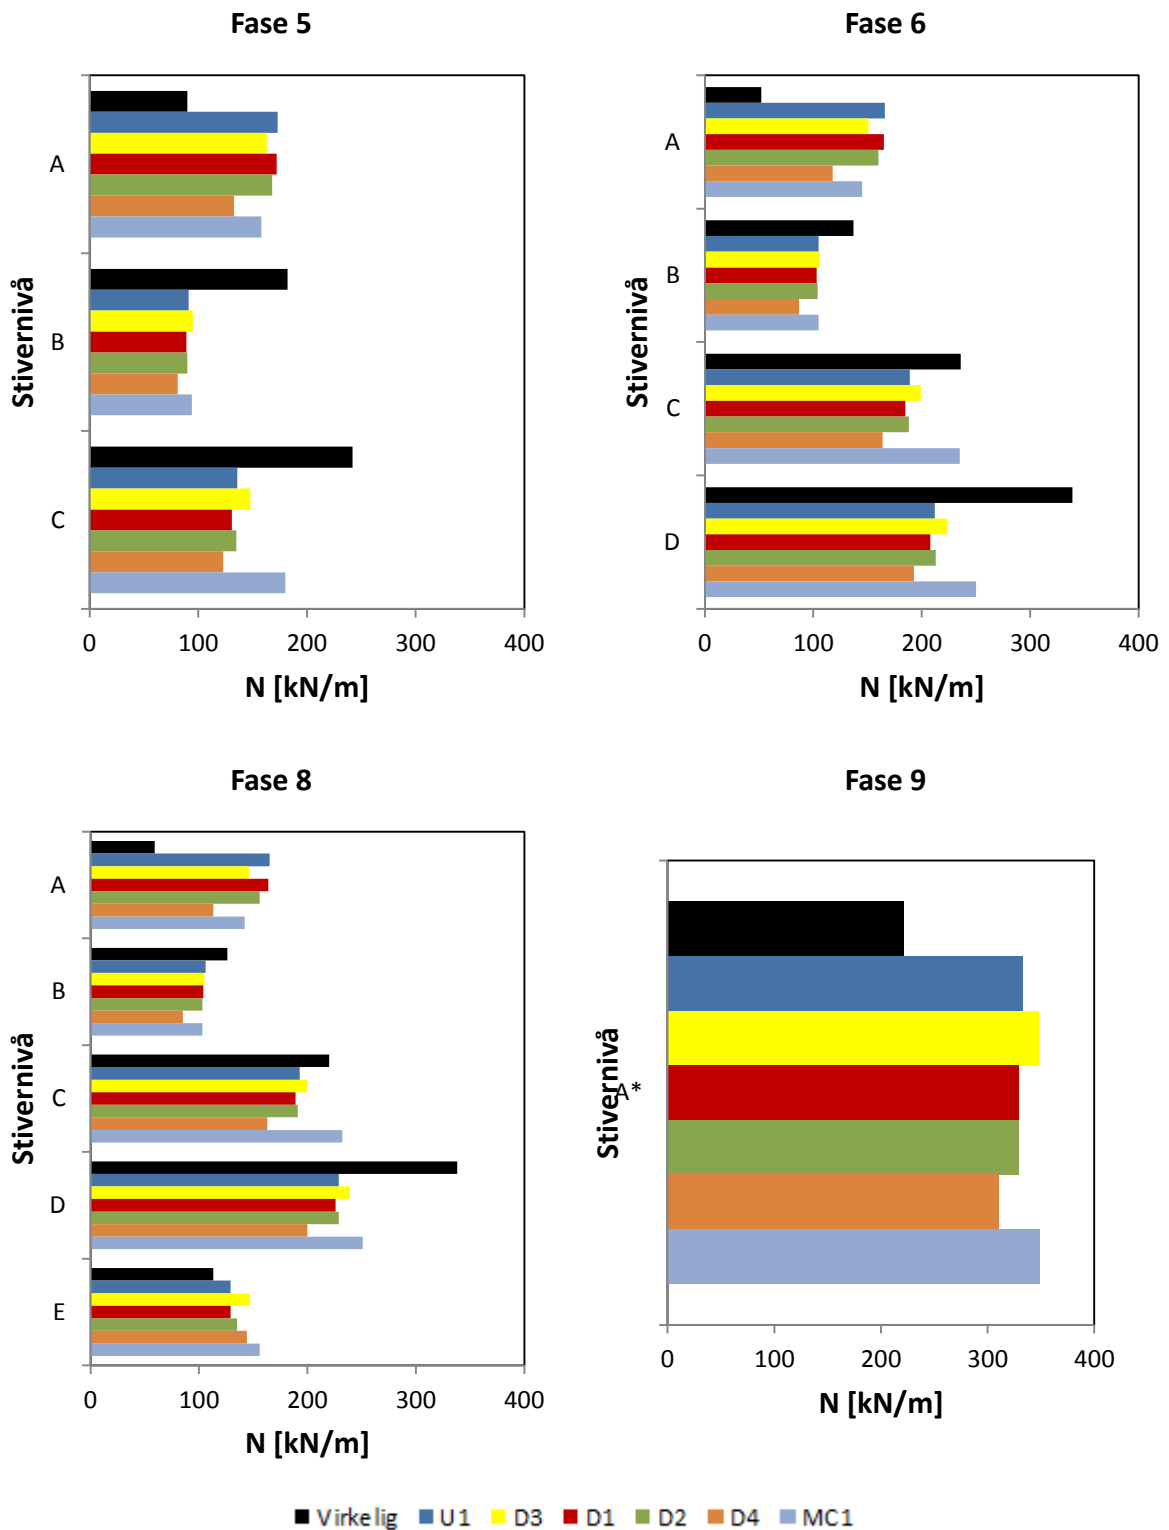 Fase 5
Fase 6
A
B
C
Stivernivå
0 100 200 300 400
N [kN/m]
A
B
C
D
Stivernivå
0 100 200 300 400
N [kN/m]
Fase 8
Fase 9
A
B
C
D
E
Stivernivå
0 100 200 300 400
N [kN/m]
A*
Stivernivå
0 100 200 300 400
N [kN/m]
Virkelig U1 D3 D1 D2 D4 MC1